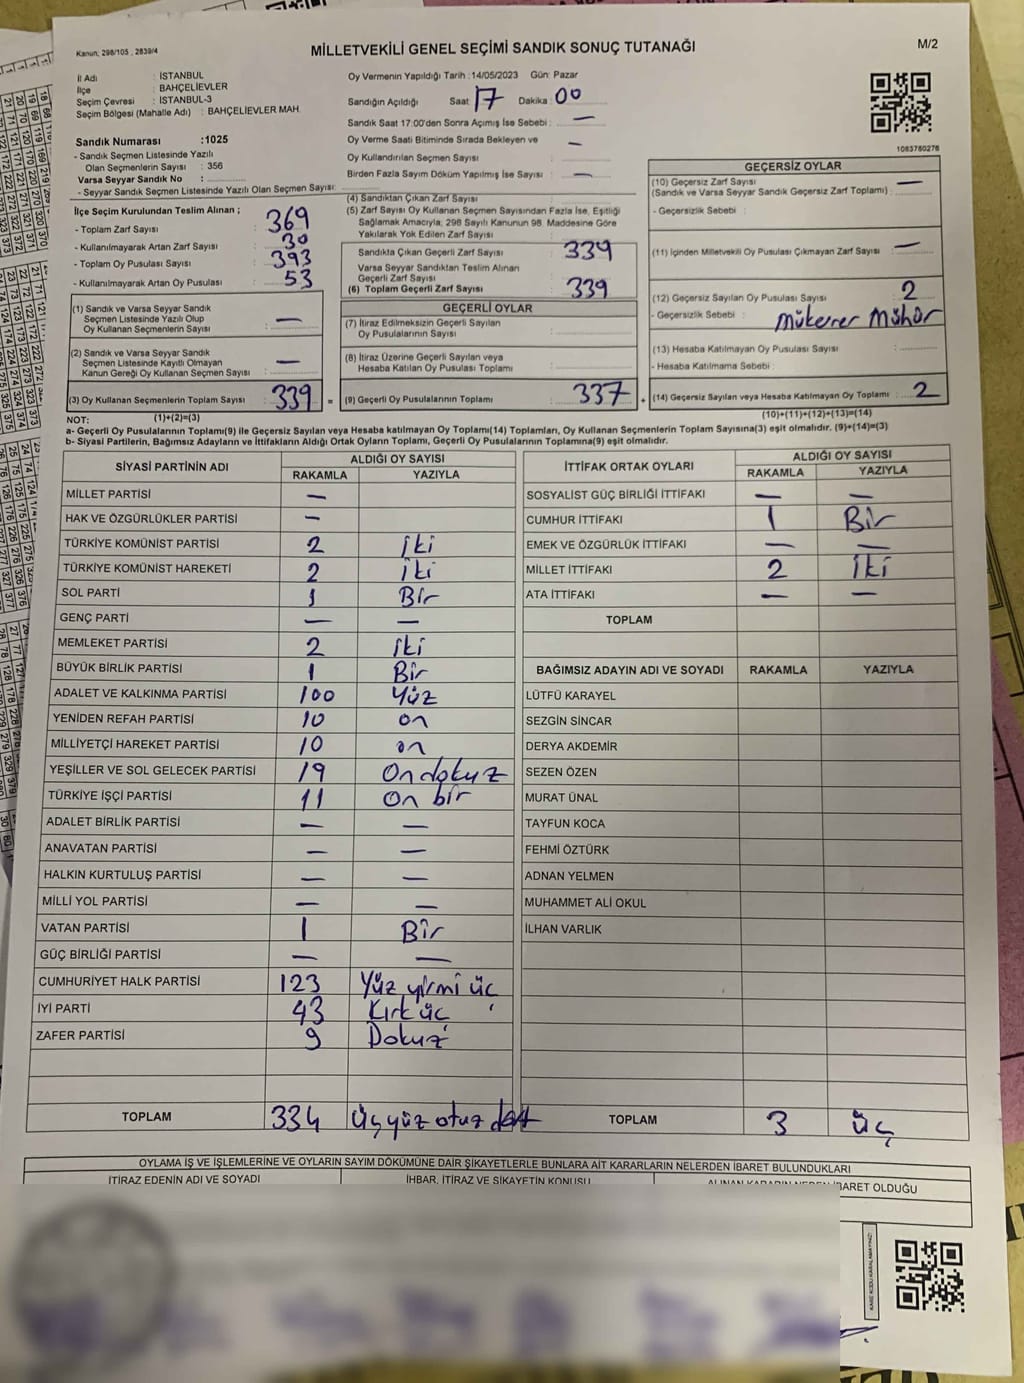 Kanun; 298/105 , 2839/4
MİLLETVEKİLİ GENEL SEÇİMİ SANDIK SONUÇ TUTANAĞI
M/2
İl Adı : İSTANBUL
İlçe : BAHÇELİEVLER
Seçim Çevresi : İSTANBUL-3
Seçim Bölgesi (Mahalle Adı) : BAHÇELİEVLER MAH.
Sandık Numarası :1025
- Sandık Seçmen Listesinde Yazılı
Olan Seçmenlerin Sayısı : 356
Varsa Seyyar Sandık No :
- Seyyar Sandık Seçmen Listesinde Yazılı Olan Seçmen Sayısı:
Oy Vermenin Yapıldığı Tarih :14/05/2023 Gün: Pazar
Sandığın Açıldığı Saat 17 Dakika : 00
Sandık Saat 17:00'den Sonra Açımış İse Sebebi : —
Oy Verme Saati Bitiminde Sırada Bekleyen ve —
Oy Kullandırılan Seçmen Sayısı
Birden Fazla Sayım Döküm Yapılmış İse Sayısı : —
1083780276
İlçe Seçim Kurulundan Teslim Alınan ;
- Toplam Zarf Sayısı : 369
- Kullanılmayarak Artan Zarf Sayısı : 30
- Toplam Oy Pusulası Sayısı : 393
- Kullanılmayarak Artan Oy Pusulası : 53
(1) Sandık ve Varsa Seyyar Sandık
Seçmen Listesinde Yazılı Olup
Oy Kullanan Seçmenlerin Sayısı : —
(2) Sandık ve Varsa Seyyar Sandık
Seçmen Listesinde Kayıtlı Olmayan
Kanun Gereği Oy Kullanan Seçmen Sayısı : —
(3) Oy Kullanan Seçmenlerin Toplam Sayısı : 339
(4) Sandıktan Çıkan Zarf Sayısı :
(5) Zarf Sayısı Oy Kullanan Seçmen Sayısından Fazla İse, Eşitliği
Sağlamak Amacıyla, 298 Sayılı Kanunun 98. Maddesine Göre
Yakılarak Yok Edilen Zarf Sayısı :
Sandıkta Çıkan Geçerli Zarf Sayısı : 339
Varsa Seyyar Sandıktan Teslim Alınan
Geçerli Zarf Sayısı :
(6) Toplam Geçerli Zarf Sayısı : 339
GEÇERLİ OYLAR
(7) İtiraz Edilmeksizin Geçerli Sayılan
Oy Pusulalarının Sayısı :
(8) İtiraz Üzerine Geçerli Sayılan veya
Hesaba Katılan Oy Pusulası Toplamı :
= (9) Geçerli Oy Pusulalarının Toplamı : 337
GEÇERSİZ OYLAR
(10) Geçersiz Zarf Sayısı —
(Sandık ve Varsa Seyyar Sandık Geçersiz Zarf Toplamı) :
- Geçersizlik Sebebi :
(11) İçinden Milletvekili Oy Pusulası Çıkmayan Zarf Sayısı : —
(12) Geçersiz Sayılan Oy Pusulası Sayısı : 2
- Geçersizlik Sebebi : Mükerrer Mühür
(13) Hesaba Katılmayan Oy Pusulası Sayısı :
- Hesaba Katılmama Sebebi :
+ (14) Geçersiz Sayılan veya Hesaba Katılmayan Oy Toplamı : 2
NOT: (1)+(2)=(3)
(10)+(11)+(12)+(13)=(14)
a- Geçerli Oy Pusulalarının Toplamı(9) ile Geçersiz Sayılan veya Hesaba katılmayan Oy Toplamı(14) Toplamları, Oy Kullanan Seçmenlerin Toplam Sayısına(3) eşit olmalıdır. (9)+(14)=(3)
b- Siyasi Partilerin, Bağımsız Adayların ve İttifakların Aldığı Ortak Oyların Toplamı, Geçerli Oy Pusulalarının Toplamına(9) eşit olmalıdır.
SİYASİ PARTİNİN ADI ALDIĞI OY SAYISI
RAKAMLA YAZIYLA
MİLLET PARTİSİ —
HAK VE ÖZGÜRLÜKLER PARTİSİ —
TÜRKİYE KOMÜNİST PARTİSİ 2 iki
TÜRKİYE KOMÜNİST HAREKETİ 2 iki
SOL PARTİ 1 Bir
GENÇ PARTİ — —
MEMLEKET PARTİSİ 2 iki
BÜYÜK BİRLİK PARTİSİ 1 Bir
ADALET VE KALKINMA PARTİSİ 100 Yüz
YENİDEN REFAH PARTİSİ 10 on
MİLLİYETÇİ HAREKET PARTİSİ 10 on
YEŞİLLER VE SOL GELECEK PARTİSİ 19 On dokuz
TÜRKİYE İŞÇİ PARTİSİ 11 On bir
ADALET BİRLİK PARTİSİ — —
ANAVATAN PARTİSİ — —
HALKIN KURTULUŞ PARTİSİ — —
MİLLİ YOL PARTİSİ — —
VATAN PARTİSİ 1 Bir
GÜÇ BİRLİĞİ PARTİSİ — —
CUMHURİYET HALK PARTİSİ 123 Yüz yirmi üç
İYİ PARTİ 43 Kırk üç
ZAFER PARTİSİ 9 Dokuz
TOPLAM 334 üç yüz otuz dört
İTTİFAK ORTAK OYLARI ALDIĞI OY SAYISI
RAKAMLA YAZIYLA
SOSYALİST GÜÇ BİRLİĞİ İTTİFAKI — —
CUMHUR İTTİFAKI 1 Bir
EMEK VE ÖZGÜRLÜK İTTİFAKI — —
MİLLET İTTİFAKI 2 İki
ATA İTTİFAKI — —
TOPLAM
BAĞIMSIZ ADAYIN ADI VE SOYADI RAKAMLA YAZIYLA
LÜTFÜ KARAYEL
SEZGİN SİNCAR
DERYA AKDEMİR
SEZEN ÖZEN
MURAT ÜNAL
TAYFUN KOCA
FEHMİ ÖZTÜRK
ADNAN YELMEN
MUHAMMET ALİ OKUL
İLHAN VARLIK
TOPLAM 3 üç
OYLAMA İŞ VE İŞLEMLERİNE VE OYLARIN SAYIM DÖKÜMÜNE DAİR ŞİKAYETLERLE BUNLARA AİT KARARLARIN NELERDEN İBARET BULUNDUKLARI
İTİRAZ EDENİN ADI VE SOYADI İHBAR, İTİRAZ VE ŞİKAYETİN KONUSU ALINAN KARARIN NEDEN İBARET OLDUĞU